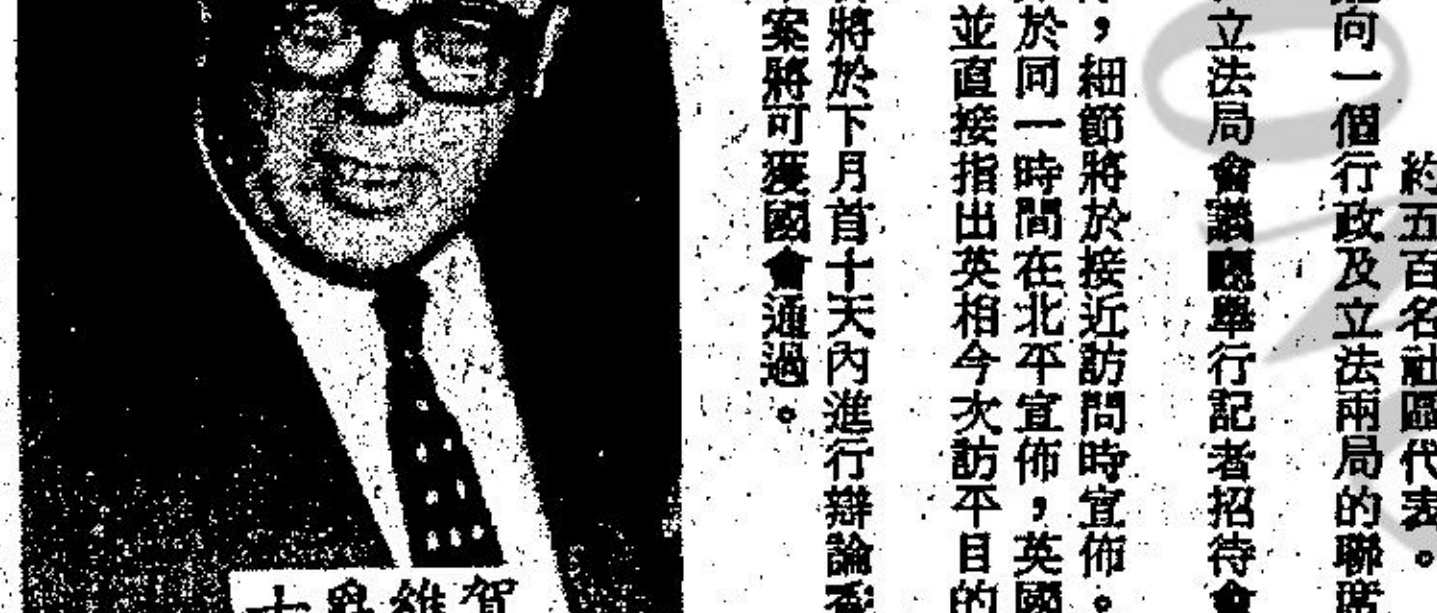 約五百名社區代表。
向一個行政及立法兩局的聯
立法局會議廳舉行記者招待會
，細節將於接近訪問時宣佈。
於同一時間在北平宣佈，英國
並直接指出英相今次訪平目的
將於下月首十天內進行辯論
案將可獲國會通過。
賀維爵士